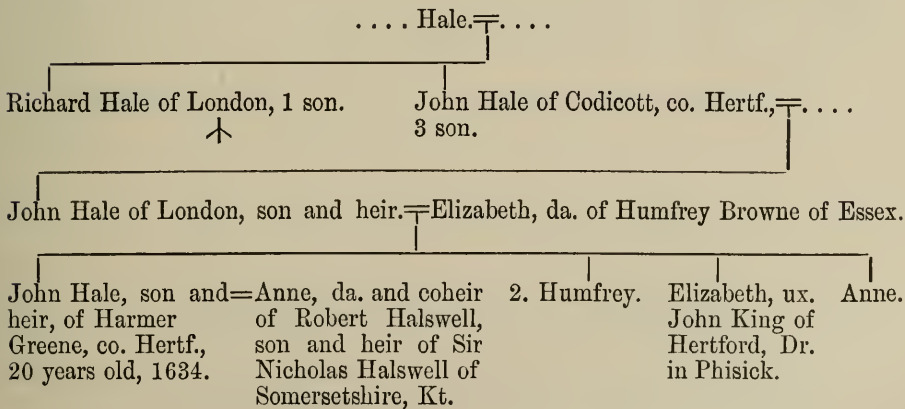 . . . . Hale. . . . .
Richard Hale of London, 1 son.
John Hale of Codicott, co. Hertf., . . . .
3 son.
John Hale of London, son and heir. Elizabeth, da. of Humfrey Browne of Essex.
John Hale, son and=
heir, of Harmer
Greene, co. Hertf.,
20 years old, 1634.
Anne, da. and coheir
of Robert Halswell,
son and heir of Sir
Nicholas Halswell of
Somersetshire, Kt.
2. Humfrey.
Elizabeth, ux.
John King of
Hertford, Dr.
in Phisick.
Anne.